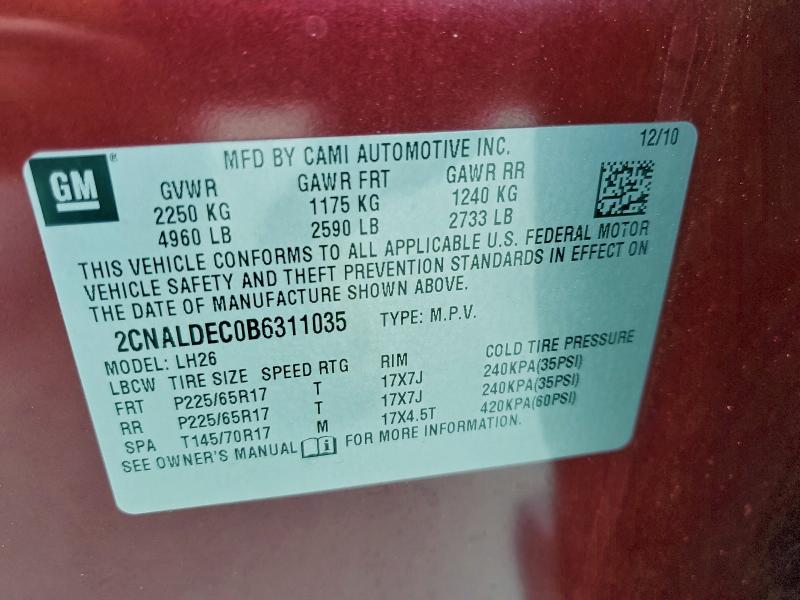 12/10
GM®
MFD BY CAMI AUTOMOTIVE INC.
GVWR GAWR FRT GAWR RR
2250 KG 1175 KG 1240 KG
4960 LB 2590 LB 2733 LB
THIS VEHICLE CONFORMS TO ALL APPLICABLE U.S. FEDERAL MOTOR
VEHICLE SAFETY AND THEFT PREVENTION STANDARDS IN EFFECT ON
THE DATE OF MANUFACTURE SHOWN ABOVE.
2CNALDEC0B6311035 TYPE: M.P.V.
MODEL: LH26
LBCW TIRE SIZE SPEED RTG RIM COLD TIRE PRESSURE
FRT P225/65R17 T 17X7J 240KPA(35PSI)
RR P225/65R17 T 17X7J 240KPA(35PSI)
SPA T145/70R17 M 17X4.5T 420KPA(60PSI)
SEE OWNER'S MANUAL i FOR MORE INFORMATION.